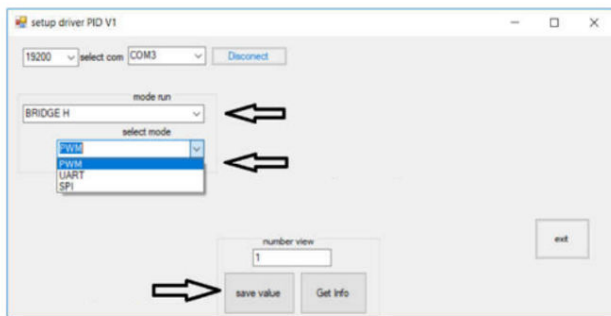 setup driver PID V1
19200 select com COM3 Disconect
mode run
BRIDGE H
select mode
PWM
PWM
UART
SPI
number view
1
exit
save value Get Info